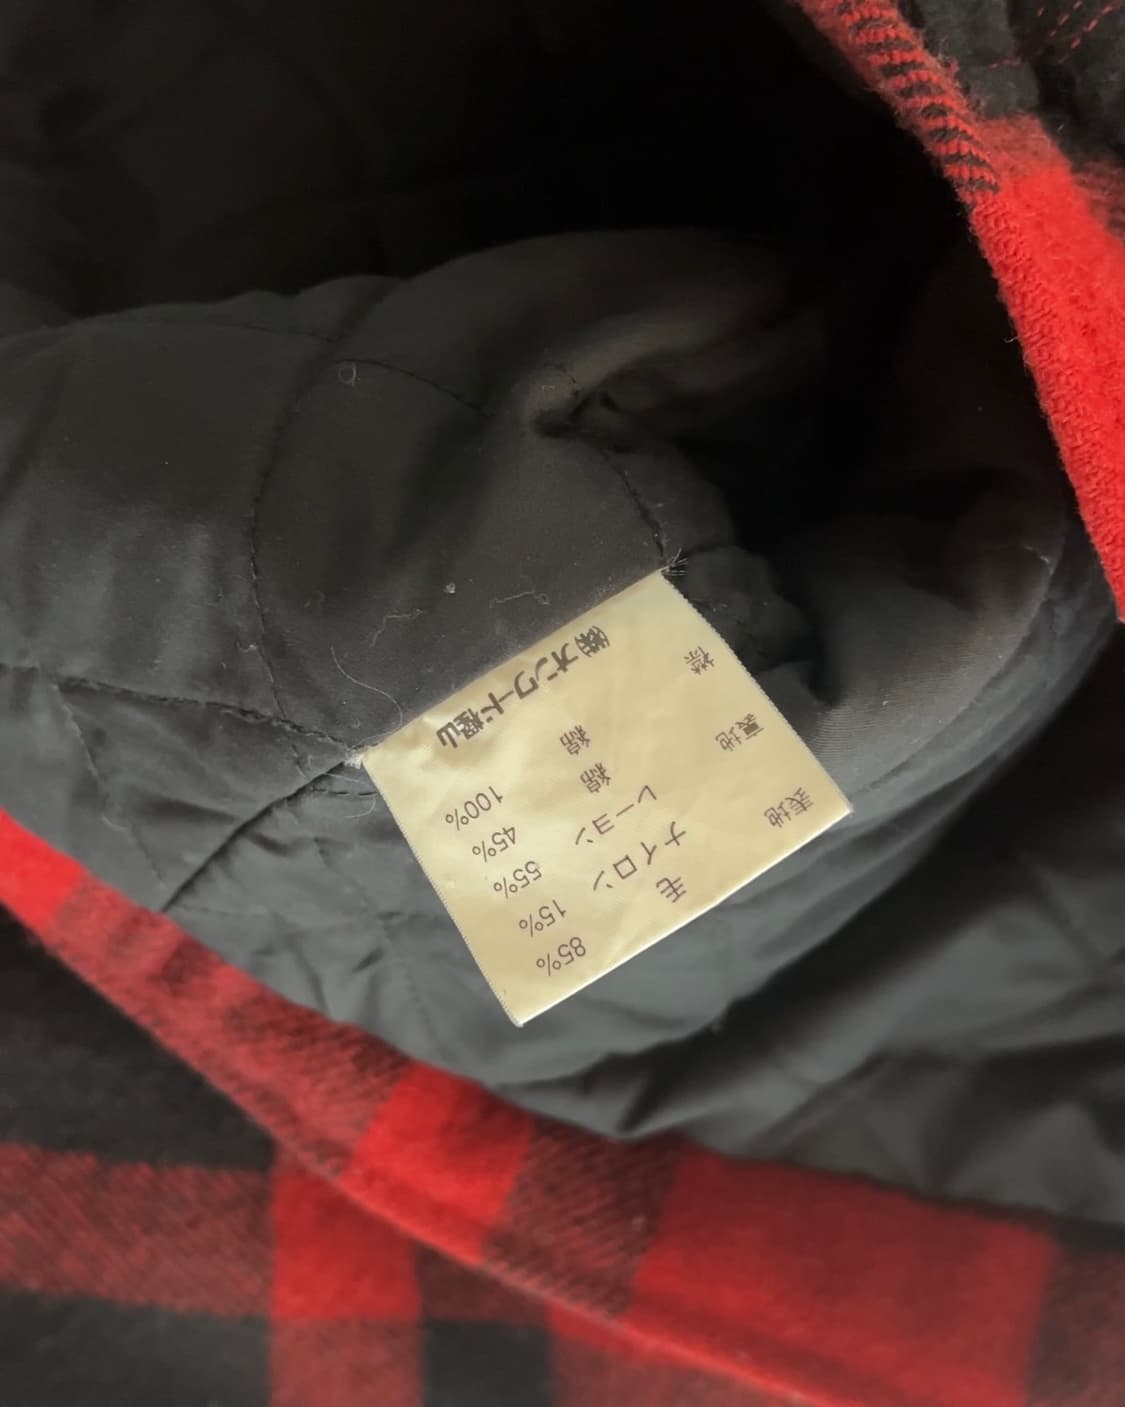 表地 毛 85%
ナイロン 15%
裏地 レーヨン 55%
綿 45%
襟 綿 100%
㈱オンワード樫山